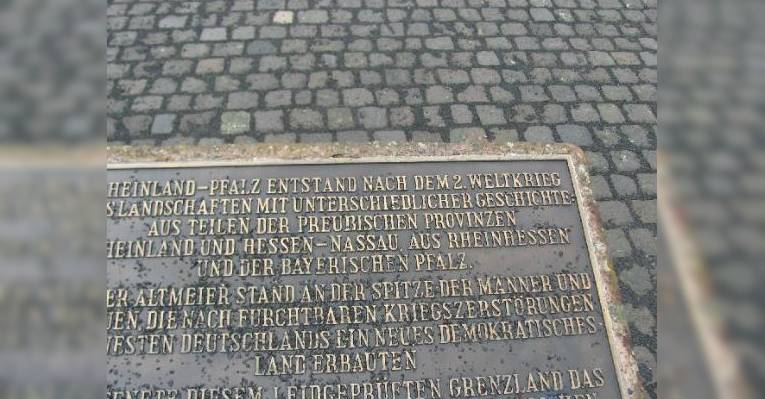 HEINLAND-PFALZ ENTSTAND NACH DEM 2. WELTKRIEG
S LANDSCHAFTEN MIT UNTERSCHIEDLICHER GESCHICHTE:
AUS TEILEN DER PREUßISCHEN PROVINZEN
HEINLAND UND HESSEN-NASSAU, AUS RHEINHESSEN
UND DER BAYERISCHEN PFALZ.
ER ALTMEIER STAND AN DER SPITZE DER MÄNNER UND
UEN, DIE NACH FURCHTBAREN KRIEGSZERSTÖRUNGEN
WESTEN DEUTSCHLANDS EIN NEUES DEMOKRATISCHES
LAND ERBAUTEN
DIESEM LEIDGEPRÜFTEN GRENZLAND DAS